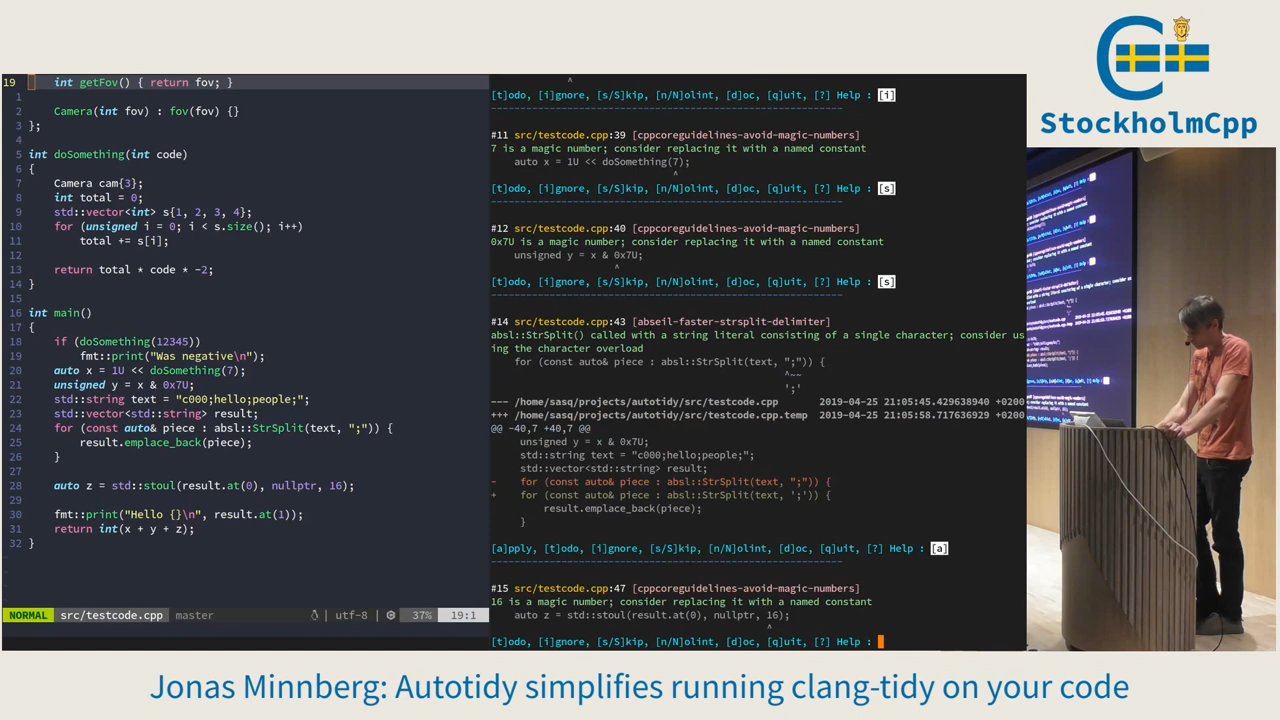 StockholmCpp
19 int getFov() { return fov; }
1
2 Camera(int fov) : fov(fov) {}
3 };
4
5 int doSomething(int code)
6 {
7 Camera cam{3};
8 int total = 0;
9 std::vector<int> s{1, 2, 3, 4};
10 for (unsigned i = 0; i < s.size(); i++)
11 total += s[i];
12
13 return total * code * -2;
14 }
15
16 int main()
17 {
18 if (doSomething(12345))
19 fmt::print("Was negative\n");
20 auto x = 1U << doSomething(7);
21 unsigned y = x & 0x7U;
22 std::string text = "c000;hello;people;";
23 std::vector<std::string> result;
24 for (const auto& piece : absl::StrSplit(text, ";")) {
25 result.emplace_back(piece);
26 }
27
28 auto z = std::stoul(result.at(0), nullptr, 16);
29
30 fmt::print("Hello {}\n", result.at(1));
31 return int(x + y + z);
32 }
NORMAL src/testcode.cpp master utf-8 37% 19:1
^
[t]odo, [i]gnore, [s/S]kip, [n/N]olint, [d]oc, [q]uit, [?] Help : [i]
#11 src/testcode.cpp:39 [cppcoreguidelines-avoid-magic-numbers]
7 is a magic number; consider replacing it with a named constant
auto x = 1U << doSomething(7);
^
[t]odo, [i]gnore, [s/S]kip, [n/N]olint, [d]oc, [q]uit, [?] Help : [s]
#12 src/testcode.cpp:40 [cppcoreguidelines-avoid-magic-numbers]
0x7U is a magic number; consider replacing it with a named constant
unsigned y = x & 0x7U;
^
[t]odo, [i]gnore, [s/S]kip, [n/N]olint, [d]oc, [q]uit, [?] Help : [s]
#14 src/testcode.cpp:43 [abseil-faster-strsplit-delimiter]
absl::StrSplit() called with a string literal consisting of a single character; consider us
ing the character overload
for (const auto& piece : absl::StrSplit(text, ";")) {
^~~
';'
--- /home/sasq/projects/autotidy/src/testcode.cpp 2019-04-25 21:05:45.429638940 +0200
+++ /home/sasq/projects/autotidy/src/testcode.cpp.temp 2019-04-25 21:05:58.717636929 +0200
@@ -40,7 +40,7 @@
unsigned y = x & 0x7U;
std::string text = "c000;hello;people;";
std::vector<std::string> result;
- for (const auto& piece : absl::StrSplit(text, ";")) {
+ for (const auto& piece : absl::StrSplit(text, ';')) {
result.emplace_back(piece);
}
[a]pply, [t]odo, [i]gnore, [s/S]kip, [n/N]olint, [d]oc, [q]uit, [?] Help : [a]
#15 src/testcode.cpp:47 [cppcoreguidelines-avoid-magic-numbers]
16 is a magic number; consider replacing it with a named constant
auto z = std::stoul(result.at(0), nullptr, 16);
^
[t]odo, [i]gnore, [s/S]kip, [n/N]olint, [d]oc, [q]uit, [?] Help :
Jonas Minnberg: Autotidy simplifies running clang-tidy on your code